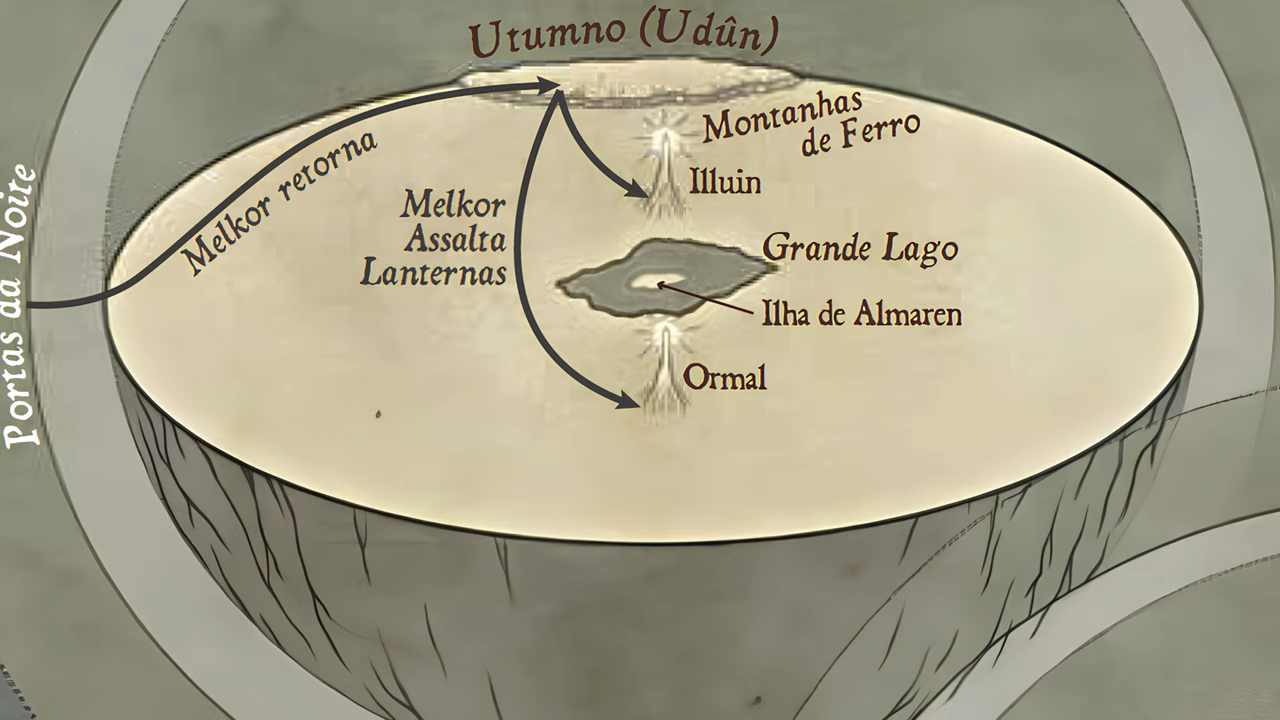 Utumno (Udûn)
Montanhas
de Ferro
Illuin
Melkor retorna
Melkor
Assalta
Lanternas
Portas da Noite
Grande Lago
Ilha de Almaren
Ormal